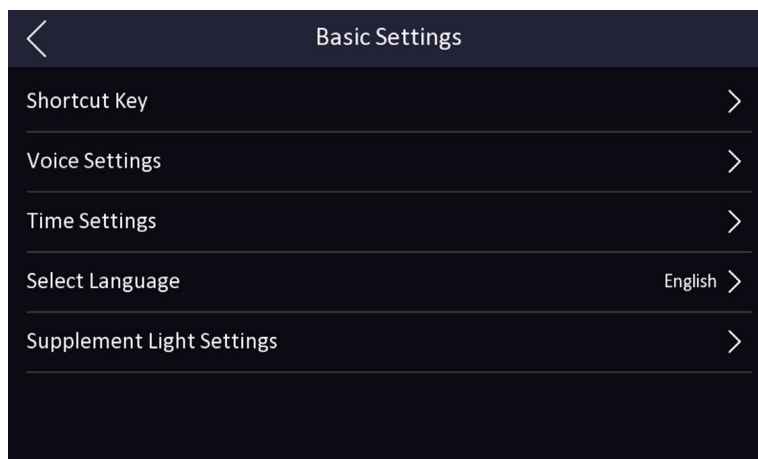 Basic Settings
Shortcut Key
Voice Settings
Time Settings
Select Language English
Supplement Light Settings